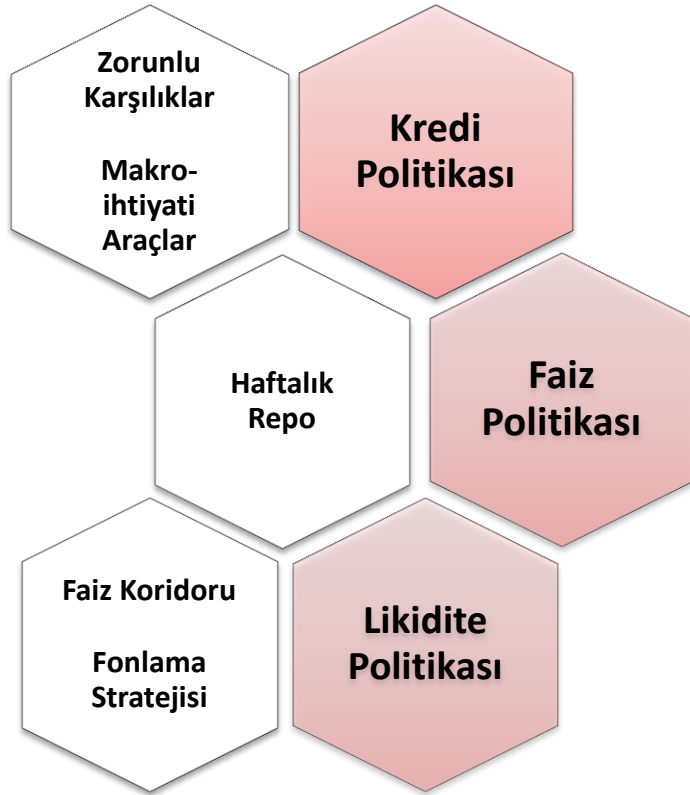 Zorunlu
Karşılıklar
Makro-
ihtiyati
Araçlar
Kredi
Politikası
Haftalık
Repo
Faiz
Politikası
Faiz Koridoru
Fonlama
Stratejisi
Likidite
Politikası